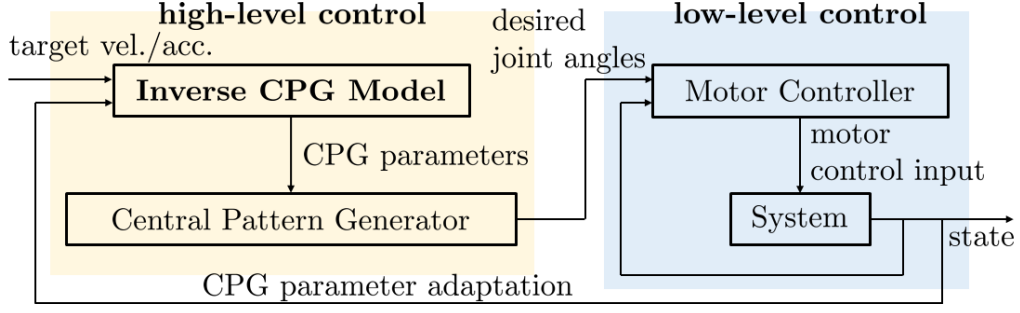 high-level control
target vel./acc.
Inverse CPG Model
CPG parameters
Central Pattern Generator
CPG parameter adaptation
desired
joint angles
low-level control
Motor Controller
motor
control input
System
state